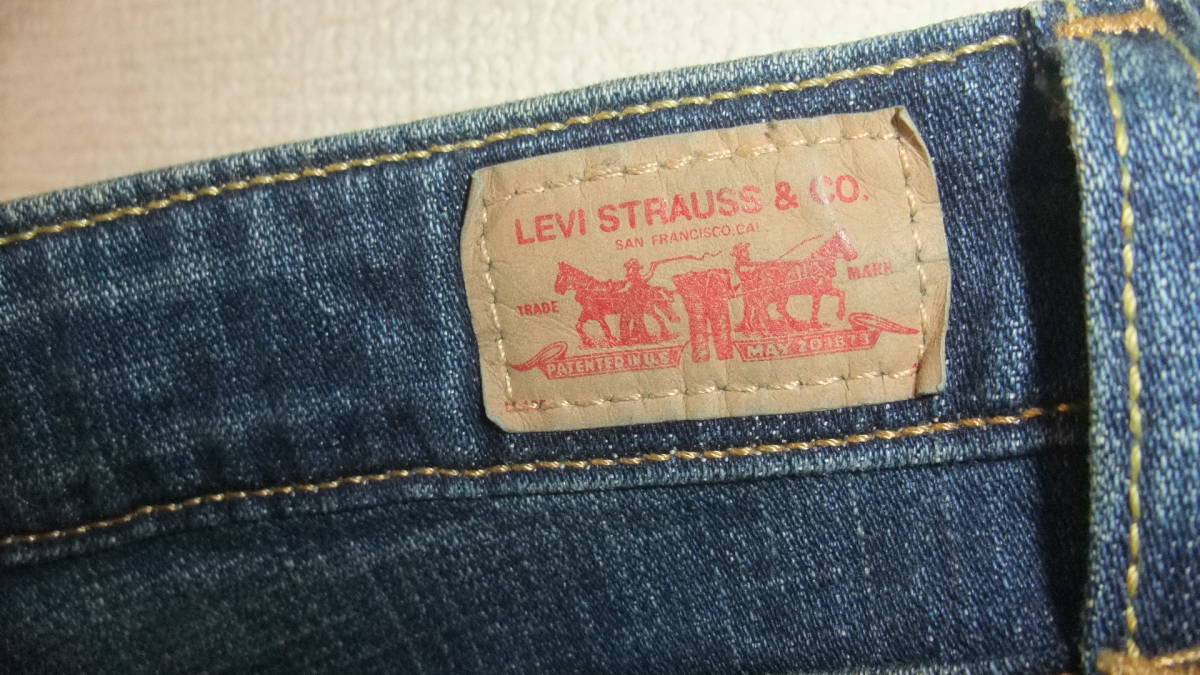 LEVI STRAUSS & CO.
SAN FRANCISCO, CAL.
TRADE MARK
PATENTED IN U.S. MAY 20 1873